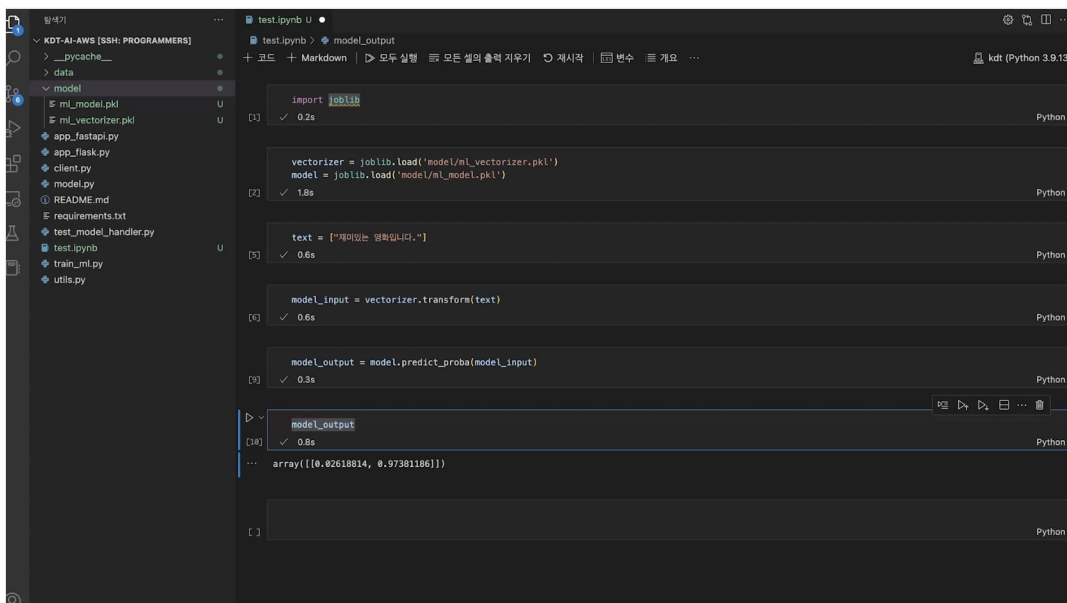 탐색기 ···
KDT-AI-AWS [SSH: PROGRAMMERS]
__pycache__
data
model
ml_model.pkl U
ml_vectorizer.pkl U
app_fastapi.py
app_flask.py
client.py
model.py
README.md
requirements.txt
test_model_handler.py
test.ipynb U
train_ml.py
utils.py
1
6
test.ipynb U ●
test.ipynb > model_output
+ 코드 + Markdown | 모두 실행 모든 셀의 출력 지우기 재시작 | 변수 개요 ···
kdt (Python 3.9.13
import joblib
[1] ✓ 0.2s Python
vectorizer = joblib.load('model/ml_vectorizer.pkl')
model = joblib.load('model/ml_model.pkl')
[2] ✓ 1.8s Python
text = ["재미있는 영화입니다."]
[5] ✓ 0.6s Python
model_input = vectorizer.transform(text)
[6] ✓ 0.6s Python
model_output = model.predict_proba(model_input)
[9] ✓ 0.3s Python
model_output
[10] ✓ 0.8s Python
··· array([[0.02618814, 0.97381186]])
[ ] Python